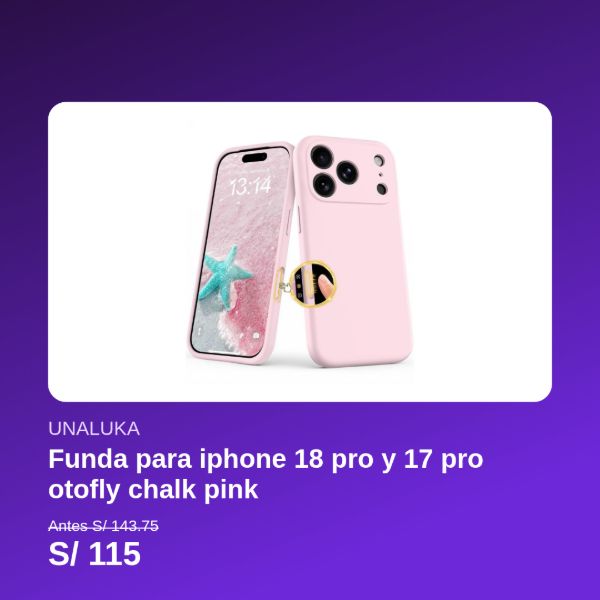 13:14
UNALUKA
Funda para iphone 18 pro y 17 pro
otofly chalk pink
Antes S/ 143.75
S/ 115